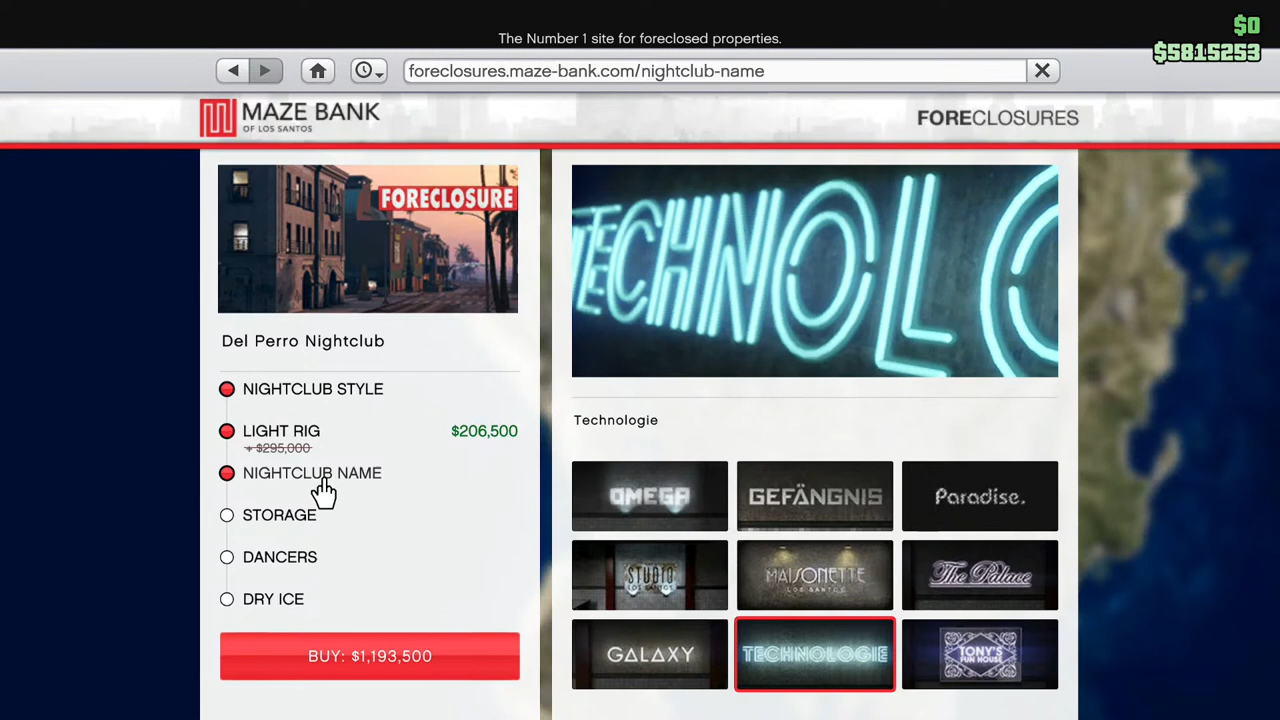 The Number 1 site for foreclosed properties.
$0
$5815253
foreclosures.maze-bank.com/nightclub-name
MAZE BANK
OF LOS SANTOS
FORECLOSURES
FORECLOSURE
Del Perro Nightclub
NIGHTCLUB STYLE
LIGHT RIG $206,500
+ $295,000
NIGHTCLUB NAME
STORAGE
DANCERS
DRY ICE
BUY: $1,193,500
TECHNOLO
Technologie
OMEGA
GEFÄNGNIS
Paradise.
STUDIO
LOS SANTOS
MAISONETTE
LOS SANTOS
The Palace
GALAXY
TECHNOLOGIE
TONY'S
FUN HOUSE